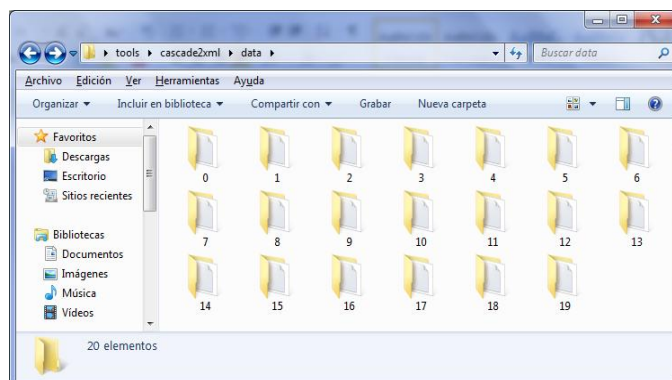 tools ▸ cascade2xml ▸ data ▸ Buscar data
Archivo Edición Ver Herramientas Ayuda
Organizar Incluir en biblioteca Compartir con Grabar Nueva carpeta
Favoritos
Descargas
Escritorio
Sitios recientes
Bibliotecas
Documentos
Imágenes
Música
Vídeos
0 1 2 3 4 5 6
7 8 9 10 11 12 13
14 15 16 17 18 19
20 elementos